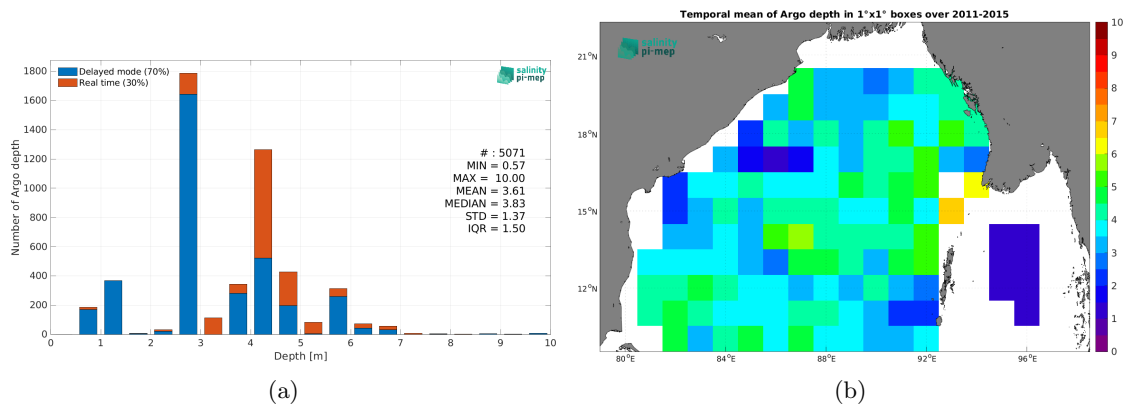 Delayed mode (70%)
Real time (30%)
salinity
pi-mep
Number of Argo depth
1800
1600
1400
1200
1000
800
600
400
200
0
# : 5071
MIN = 0.57
MAX = 10.00
MEAN = 3.61
MEDIAN = 3.83
STD = 1.37
IQR = 1.50
0 1 2 3 4 5 6 7 8 9 10
Depth [m]
(a)
Temporal mean of Argo depth in 1°x1° boxes over 2011-2015
salinity
pi-mep
21°N
18°N
15°N
12°N
80°E 84°E 88°E 92°E 96°E
10
9
8
7
6
5
4
3
2
1
0
(b)